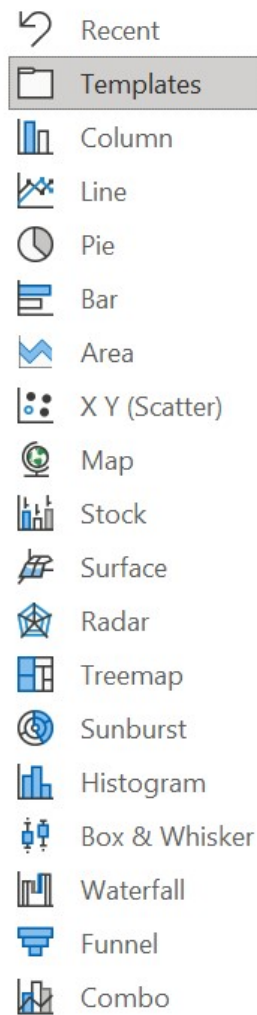 Recent
Templates
Column
Line
Pie
Bar
Area
X Y (Scatter)
Map
Stock
Surface
Radar
Treemap
Sunburst
Histogram
Box & Whisker
Waterfall
Funnel
Combo